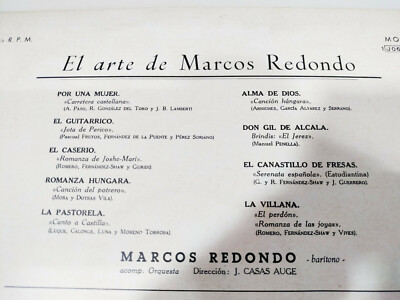 R. P. M.
MO
El arte de Marcos Redondo
POR UNA MUJER.
«Carretera castellana».
(A. Paso, R. González del Toro y J. B. Lambert)
EL GUITARRICO.
«Jota de Perico».
(Pascual Frutos, Fernández de la Puente y Pérez Soriano)
EL CASERIO.
«Romanza de Joshe-Mari».
(Romero, Fernández-Shaw y Guridi)
ROMANZA HUNGARA.
«Canción del potrero».
(Mora y Dotras Vila).
LA PASTORELA.
«Canto a Castilla».
(Luque, Calonge, Luna y Moreno Torroba)
ALMA DE DIOS.
«Canción húngara».
(Arniches, García Alvarez y Serrano).
DON GIL DE ALCALA.
Brindis: «El Jerez».
(Manuel Penella).
EL CANASTILLO DE FRESAS.
«Serenata española». (Estudiantina)
(G. y R. Fernández-Shaw y J. Guerrero).
LA VILLANA.
«El perdón».
«Romanza de las joyas».
(Romero, Fernández-Shaw y Vives).
MARCOS REDONDO - barítono -
acomp. Orquesta Dirección: J. CASAS AUGE